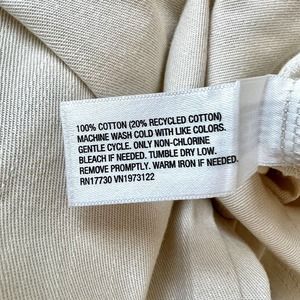 100% COTTON (20% RECYCLED COTTON)
MACHINE WASH COLD WITH LIKE COLORS.
GENTLE CYCLE. ONLY NON-CHLORINE
BLEACH IF NEEDED. TUMBLE DRY LOW.
REMOVE PROMPTLY. WARM IRON IF NEEDED.
RN17730 VN1973122